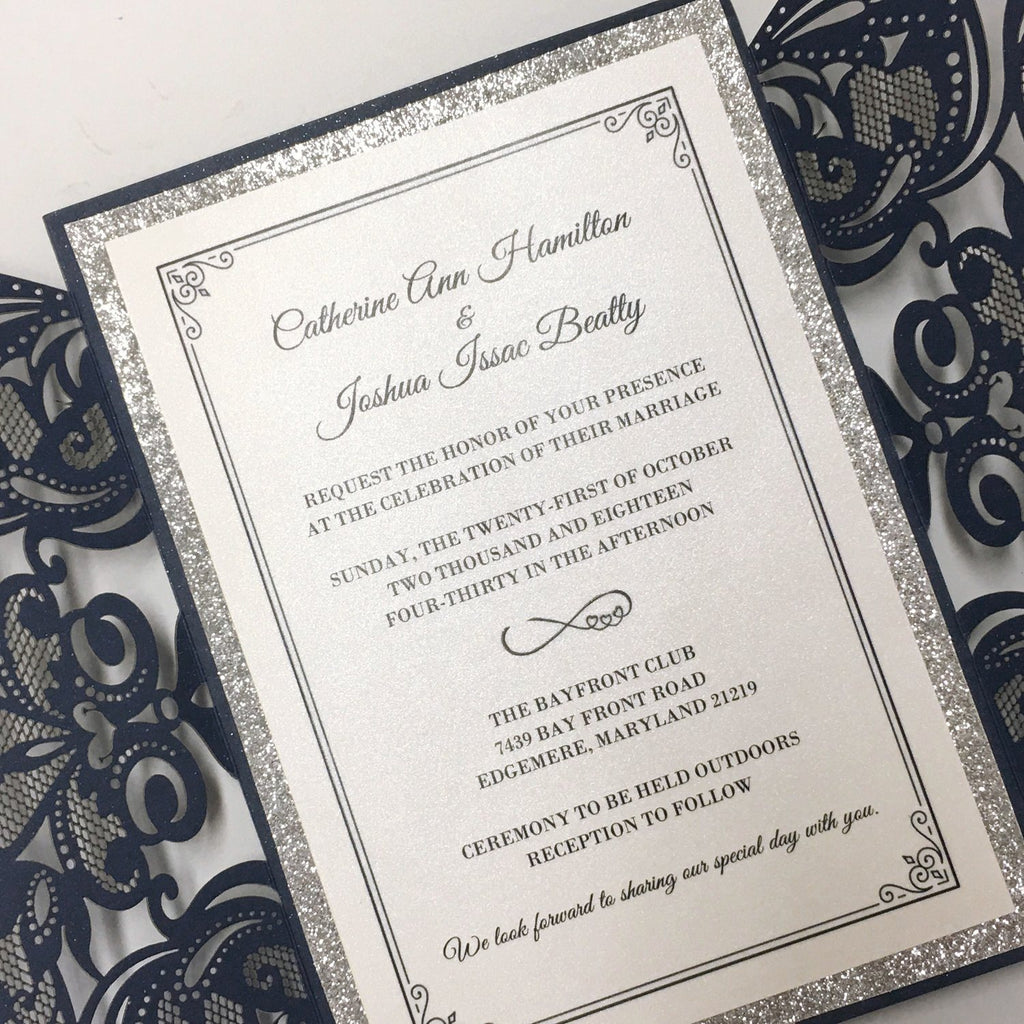 Catherine Ann Hamilton
&
Joshua Issac Beatty
REQUEST THE HONOR OF YOUR PRESENCE
AT THE CELEBRATION OF THEIR MARRIAGE
SUNDAY, THE TWENTY-FIRST OF OCTOBER
TWO THOUSAND AND EIGHTEEN
FOUR-THIRTY IN THE AFTERNOON
THE BAYFRONT CLUB
7439 BAY FRONT ROAD
EDGEMERE, MARYLAND 21219
CEREMONY TO BE HELD OUTDOORS
RECEPTION TO FOLLOW
We look forward to sharing our special day with you.